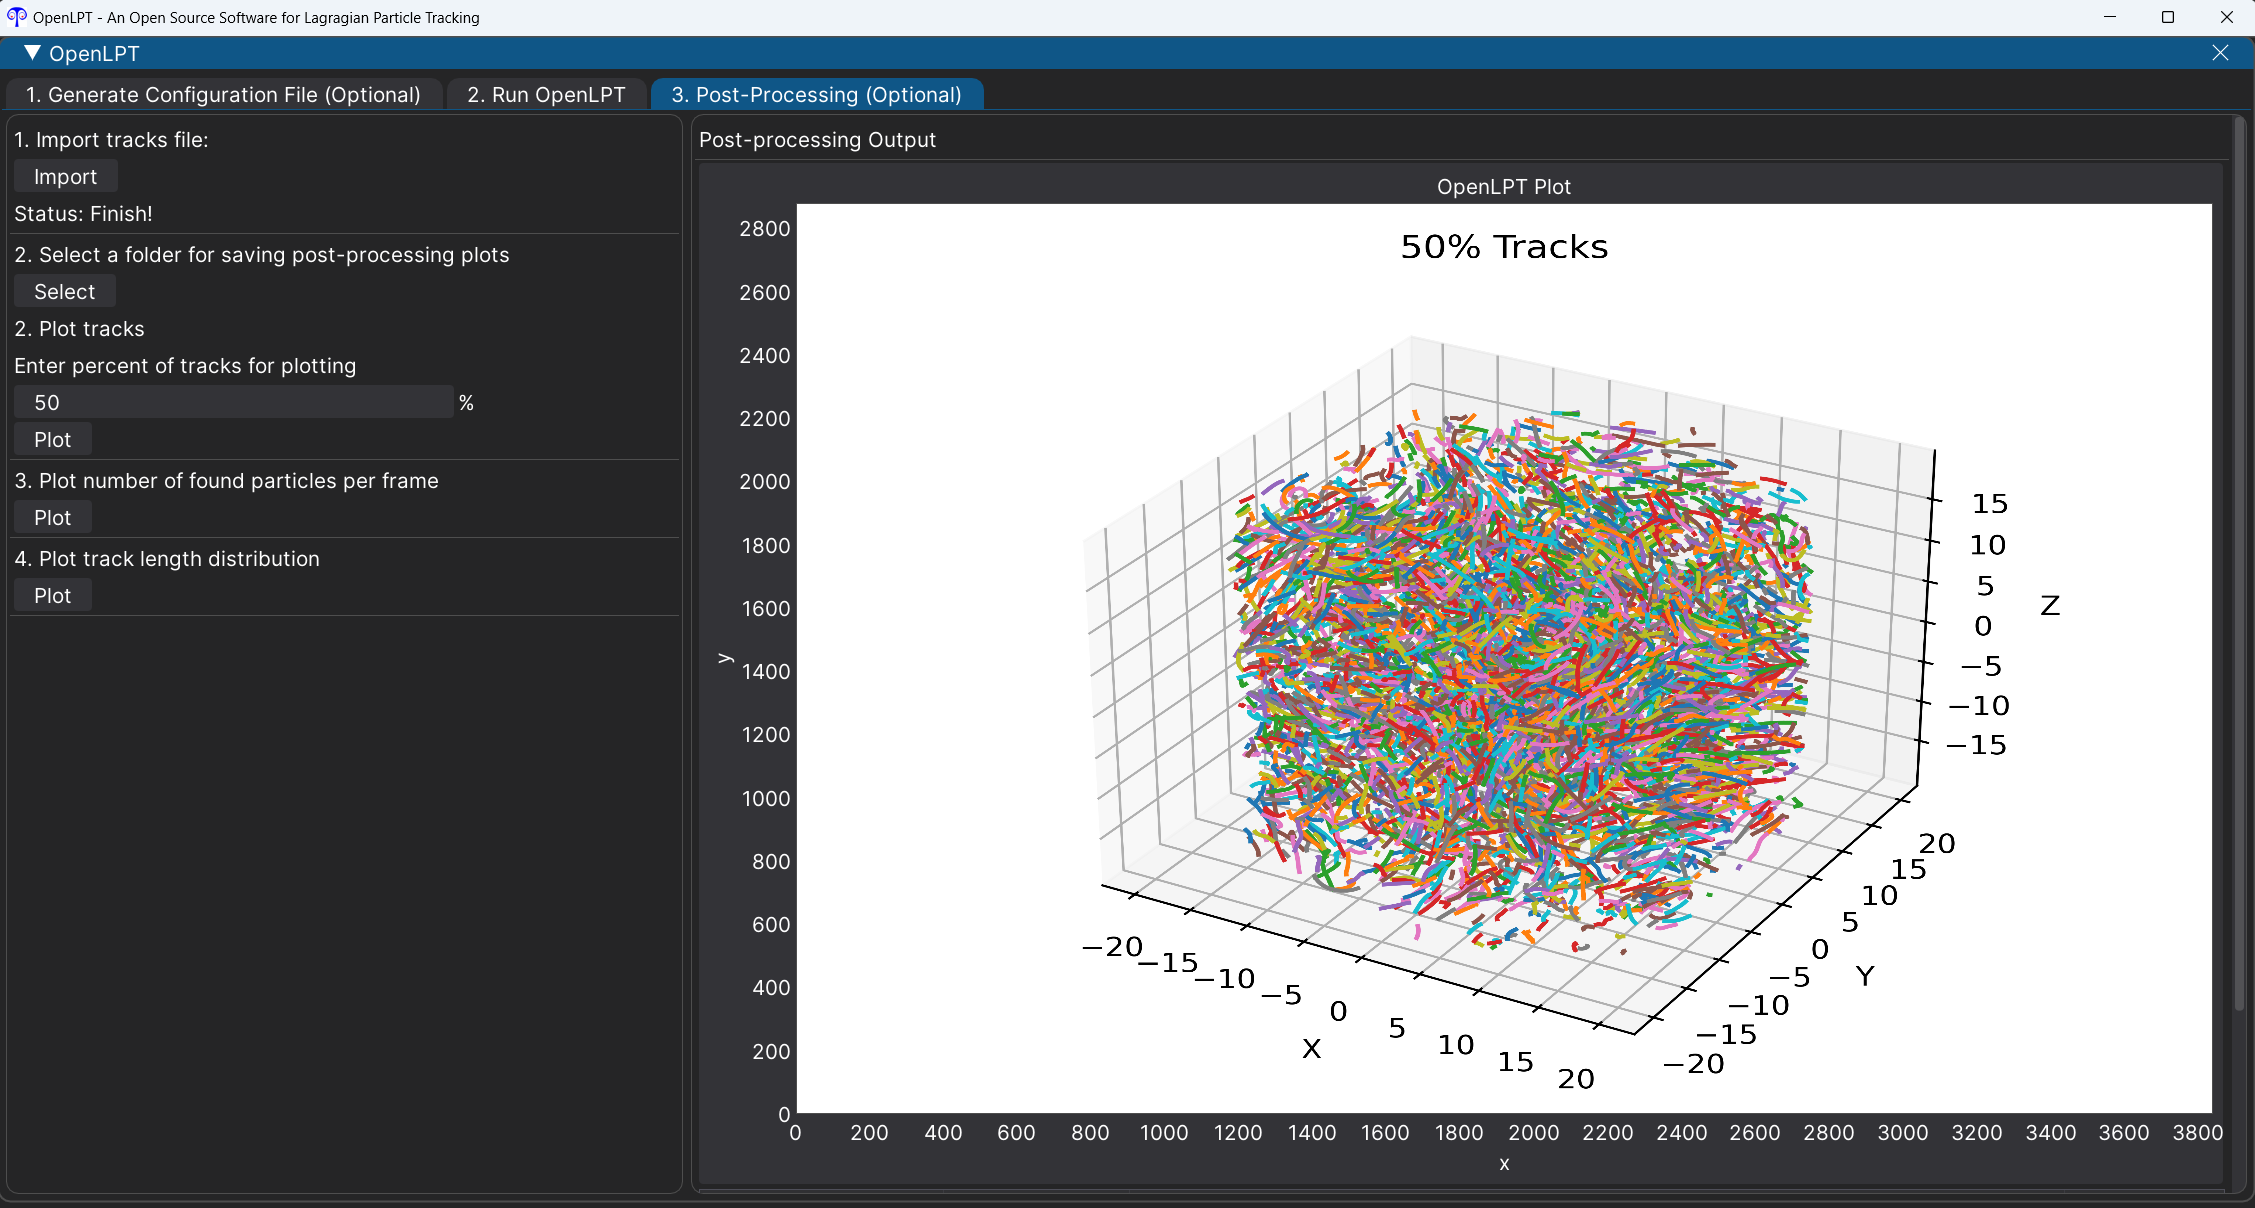 OpenLPT - An Open Source Software for Lagragian Particle Tracking
OpenLPT
1. Generate Configuration File (Optional)
2. Run OpenLPT
3. Post-Processing (Optional)
1. Import tracks file:
Import
Status: Finish!
2. Select a folder for saving post-processing plots
Select
2. Plot tracks
Enter percent of tracks for plotting
50 %
Plot
3. Plot number of found particles per frame
Plot
4. Plot track length distribution
Plot
Post-processing Output
OpenLPT Plot
50% Tracks
2800
2600
2400
2200
2000
1800
1600
1400
1200
1000
800
600
400
200
0
y
0 200 400 600 800 1000 1200 1400 1600 1800 2000 2200 2400 2600 2800 3000 3200 3400 3600 3800
x
15
10
5
0
−5
−10
−15
Z
20
15
10
5
0
−5
−10
−15
−20
Y
−20
−15
−10
−5
0
5
10
15
20
X